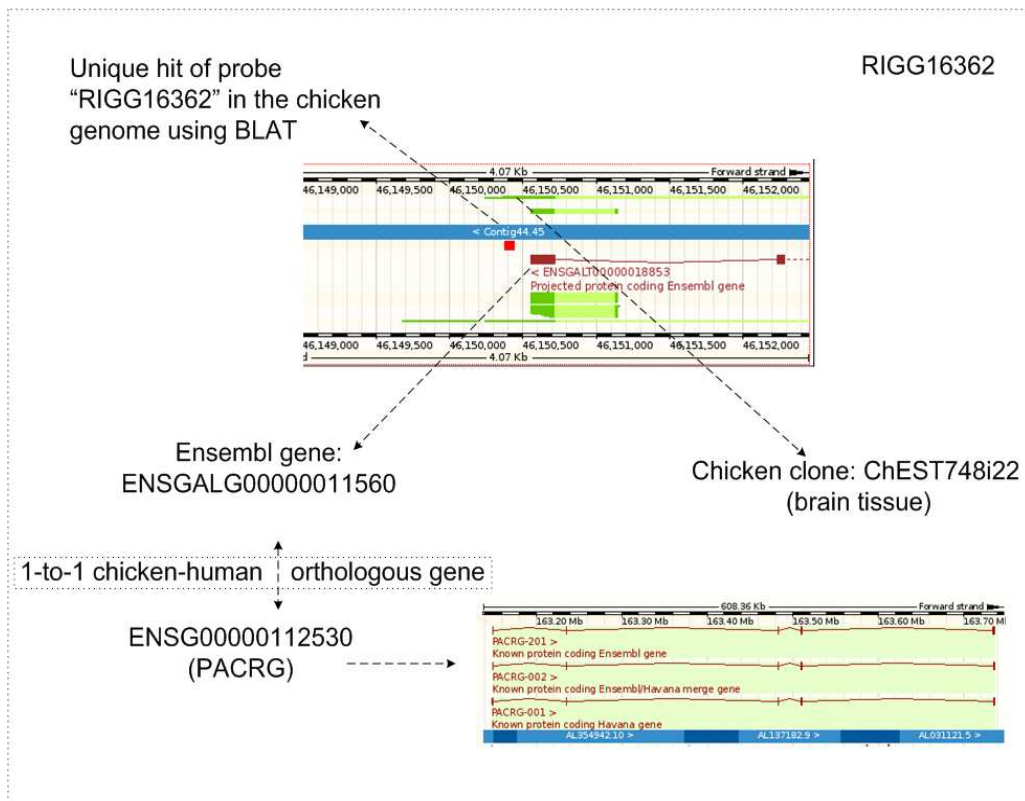 Unique hit of probe
“RIGG16362” in the chicken
genome using BLAT
RIGG16362
4.07 Kb Forward strand
46,149,000 46,149,500 46,150,000 46,150,500 46,151,000 46,151,500 46,152,000
< Contig44.45
< ENSGALT00000018853
Projected protein coding Ensembl gene
46,149,000 46,149,500 46,150,000 46,150,500 46,151,000 46,151,500 46,152,000
4.07 Kb
Ensembl gene:
ENSGALG00000011560
Chicken clone: ChEST748i22
(brain tissue)
1-to-1 chicken-human orthologous gene
ENSG00000112530
(PACRG)
608.36 Kb Forward strand
163.20 Mb 163.30 Mb 163.40 Mb 163.50 Mb 163.60 Mb 163.70 M
PACRG-201 >
Known protein coding Ensembl gene
PACRG-002 >
Known protein coding Ensembl/Havana merge gene
PACRG-001 >
Known protein coding Havana gene
AL354942.10 > AL137182.9 > AL031121.5 >